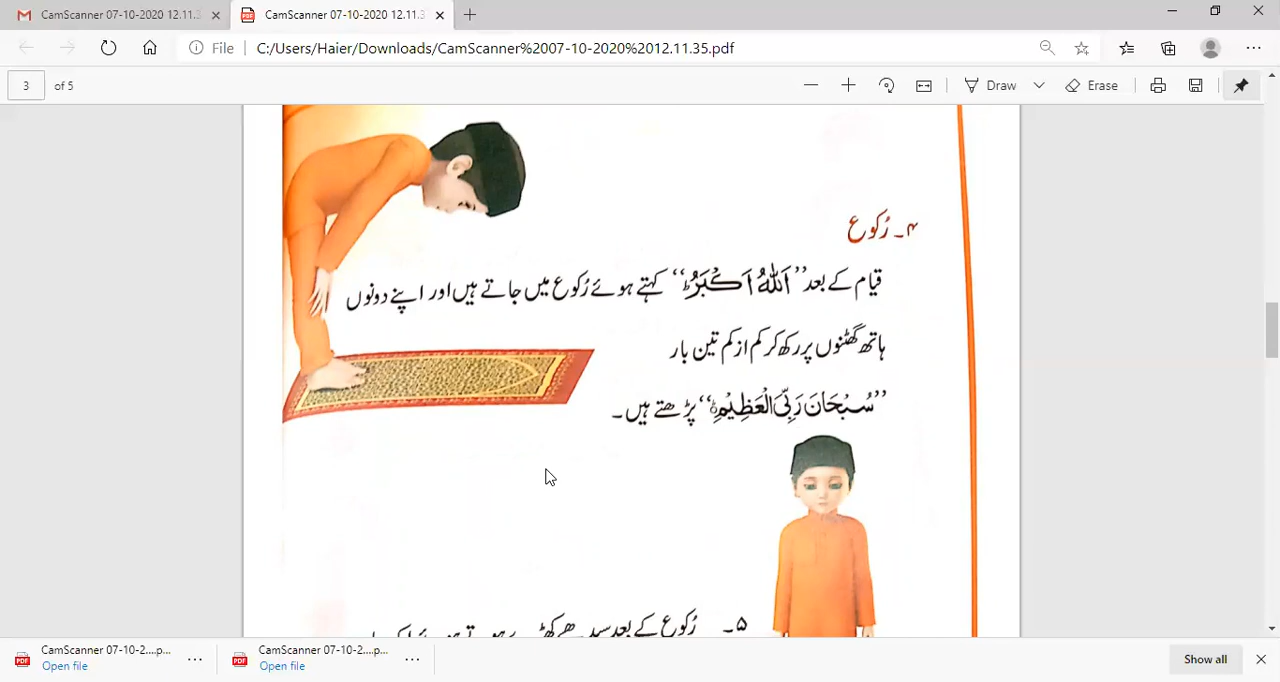 CamScanner 07-10-2020 12.11.3
CamScanner 07-10-2020 12.11.3
File
C:/Users/Haier/Downloads/CamScanner%2007-10-2020%2012.11.35.pdf
3 of 5
Draw
Erase
۴۔ رُکوع
قیام کے بعد ”اَللّٰهُ اَكْبَرُؕ“ کہتے ہوئے رُکوع میں جاتے ہیں اور اپنے دونوں
ہاتھ گھٹنوں پر رکھ کر کم از کم تین بار
”سُبْحَانَ رَبِّىَ الْعَظِيْمِؕ“ پڑھتے ہیں۔
۵۔ رُکوع کے بعد سیدھے کھڑے ہوتے ہوئے
CamScanner 07-10-2....p...
Open file
CamScanner 07-10-2....p...
Open file
Show all